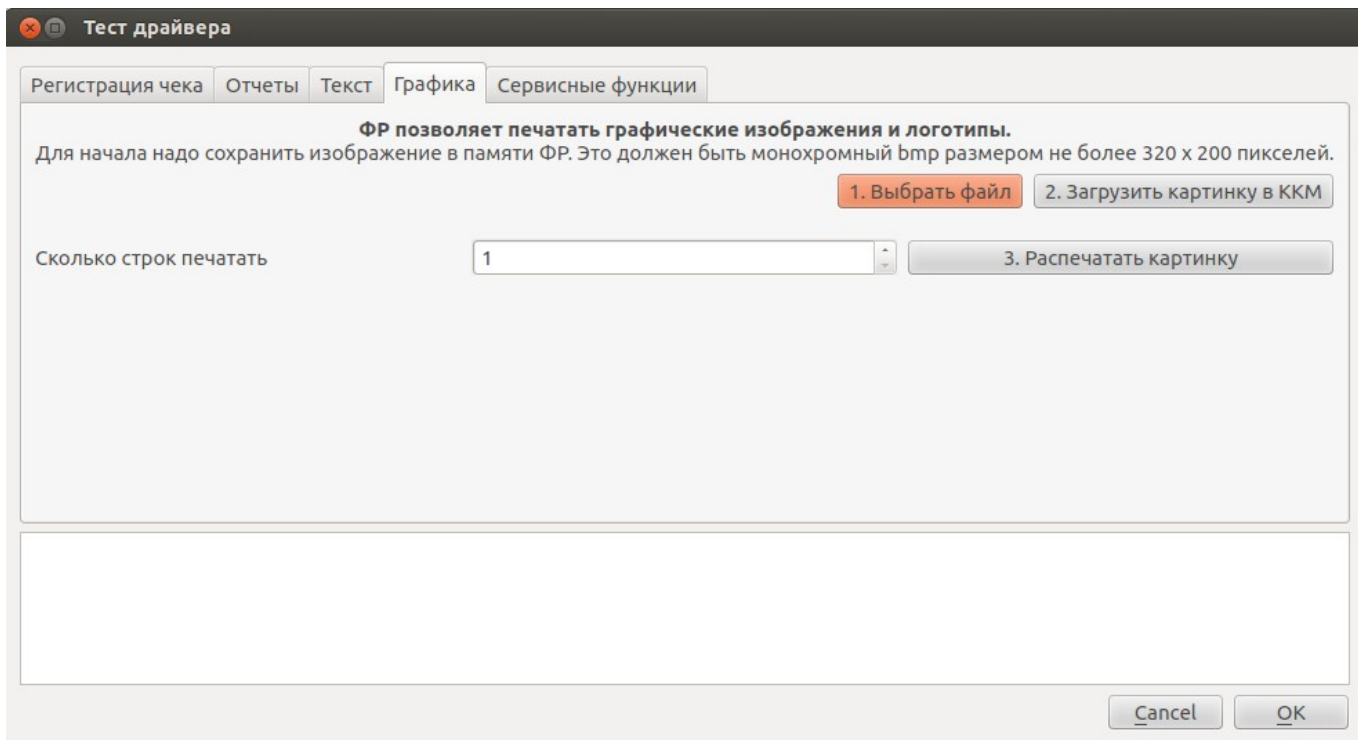 Тест драйвера
Регистрация чека Отчеты Текст Графика Сервисные функции
ФР позволяет печатать графические изображения и логотипы.
Для начала надо сохранить изображение в памяти ФР. Это должен быть монохромный bmp размером не более 320 x 200 пикселей.
1. Выбрать файл 2. Загрузить картинку в ККМ
Сколько строк печатать 1 3. Распечатать картинку
Cancel OK